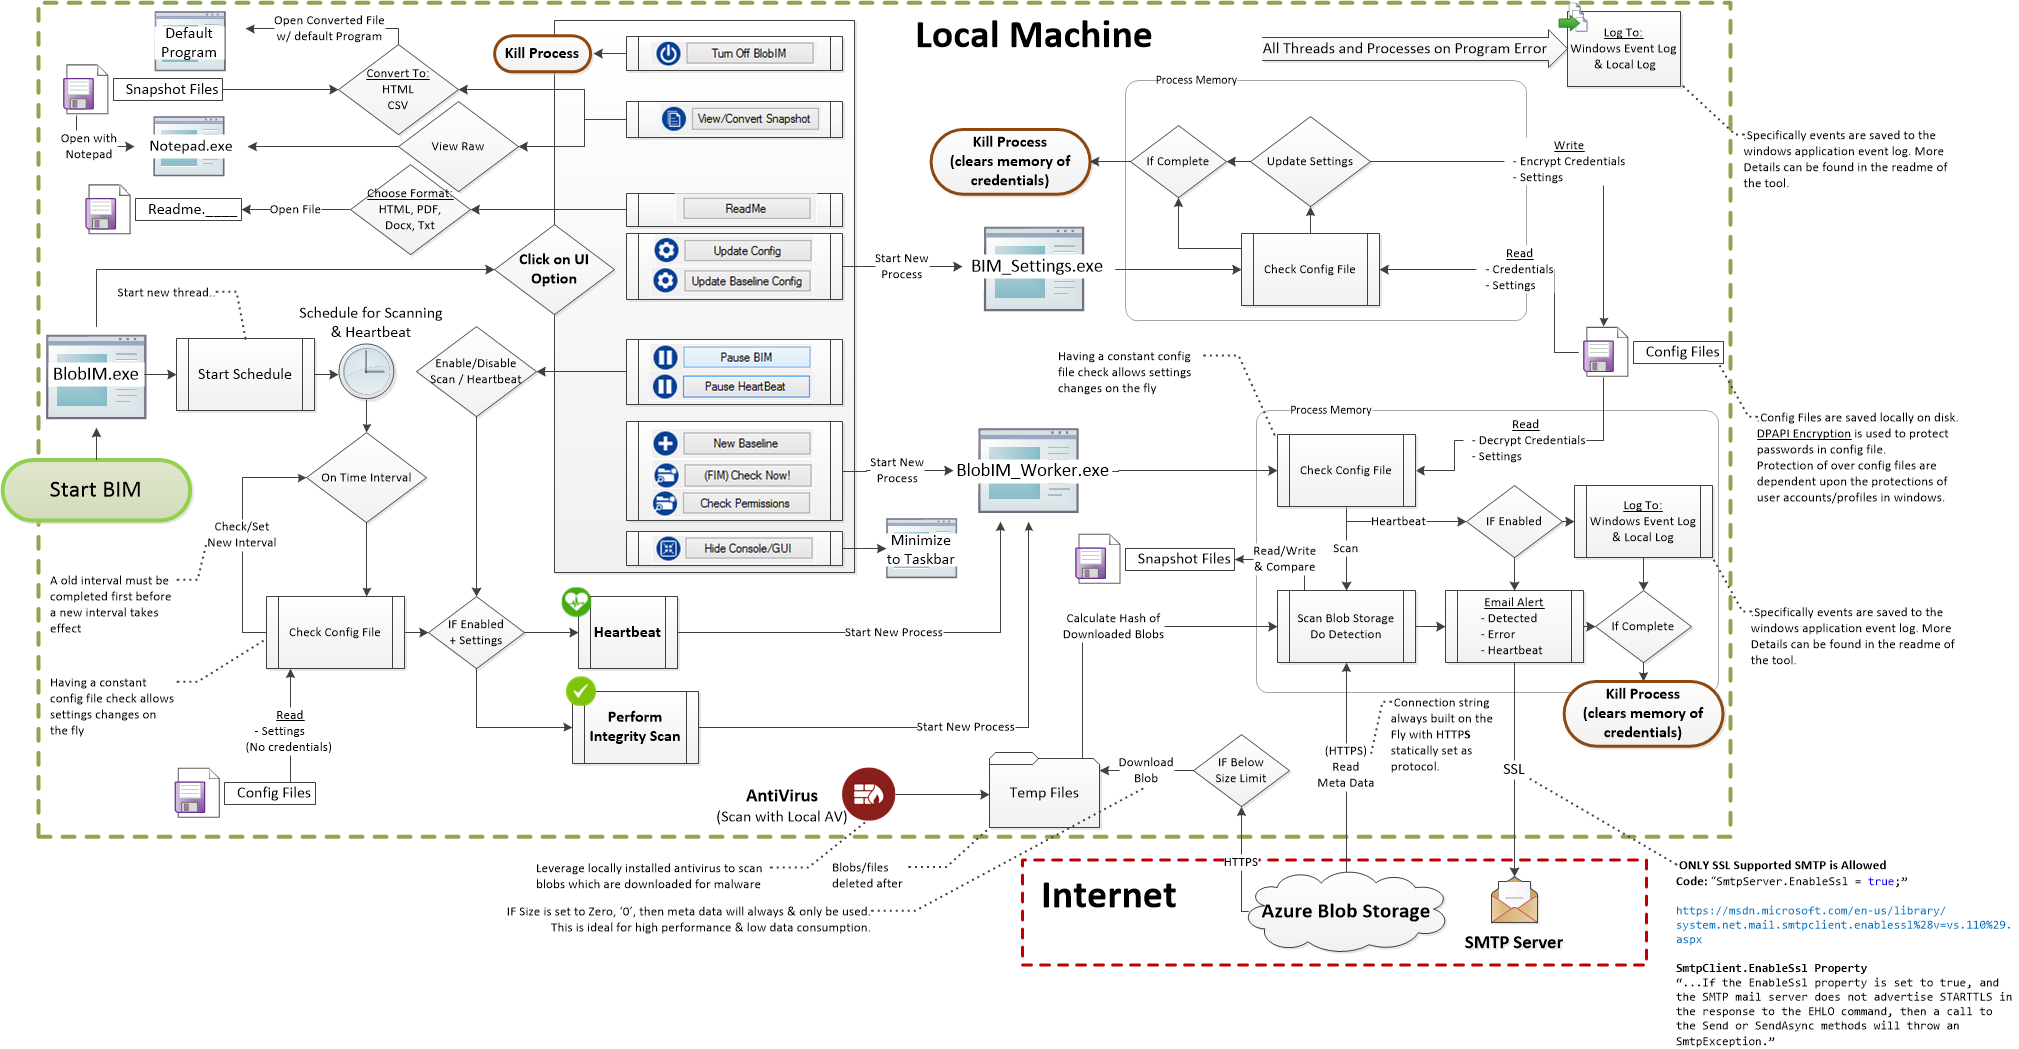 Local Machine
Default
Program
Open Converted File
w/ default Program
Convert To:
HTML
CSV
Snapshot Files
Open with
Notepad
Notepad.exe
View Raw
Choose Format:
HTML, PDF,
Docx, Txt
Open File
Readme.____
Kill Process
Turn Off BlobIM
View/Convert Snapshot
ReadMe
Update Config
Update Baseline Config
Click on UI
Option
Pause BIM
Pause HeartBeat
New Baseline
(FIM) Check Now!
Check Permissions
Hide Console/GUI
Minimize
to Taskbar
Start New
Process
BIM_Settings.exe
Start New
Process
BlobIM_Worker.exe
Start new thread..
Schedule for Scanning
& Heartbeat
BlobIM.exe
Start Schedule
Enable/Disable
Scan / Heartbeat
Start BIM
On Time Interval
Check/Set
New Interval
A old interval must be
completed first before
a new interval takes
effect
Check Config File
IF Enabled
+ Settings
Heartbeat
Start New Process
Perform
Integrity Scan
Start New Process
Having a constant
config file check allows
settings changes on
the fly
Read
- Settings
(No credentials)
Config Files
All Threads and Processes on Program Error
Log To:
Windows Event Log
& Local Log
Specifically events are saved to the
windows application event log. More
Details can be found in the readme of
the tool.
Process Memory
Kill Process
(clears memory of
credentials)
If Complete
Update Settings
Write
- Encrypt Credentials
- Settings
Check Config File
Read
- Credentials
- Settings
Config Files
Config Files are saved locally on disk.
DPAPI Encryption is used to protect
passwords in config file.
Protection of over config files are
dependent upon the protections of
user accounts/profiles in windows.
Having a constant config
file check allows settings
changes on the fly
Process Memory
Check Config File
Read
- Decrypt Credentials
- Settings
Heartbeat
IF Enabled
Log To:
Windows Event Log
& Local Log
Scan
Snapshot Files
Read/Write
& Compare
Calculate Hash of
Downloaded Blobs
Scan Blob Storage
Do Detection
Email Alert
- Detected
- Error
- Heartbeat
If Complete
Specifically events are saved to the
windows application event log. More
Details can be found in the readme of
the tool.
Kill Process
(clears memory of
credentials)
Connection string
always built on the
Fly with HTTPS
statically set as
protocol.
(HTTPS)
Read
Meta Data
SSL
AntiVirus
(Scan with Local AV)
Temp Files
Download
Blob
IF Below
Size Limit
Leverage locally installed antivirus to scan
blobs which are downloaded for malware
Blobs/files
deleted after
IF Size is set to Zero, ‘0’, then meta data will always & only be used.
This is ideal for high performance & low data consumption.
HTTPS
Internet
Azure Blob Storage
SMTP Server
ONLY SSL Supported SMTP is Allowed
Code: “SmtpServer.EnableSsl = true;”
https://msdn.microsoft.com/en-us/library/
system.net.mail.smtpclient.enablessl%28v=vs.110%29.
aspx
SmtpClient.EnableSsl Property
“...If the EnableSsl property is set to true, and
the SMTP mail server does not advertise STARTTLS in
the response to the EHLO command, then a call to
the Send or SendAsync methods will throw an
SmtpException.”